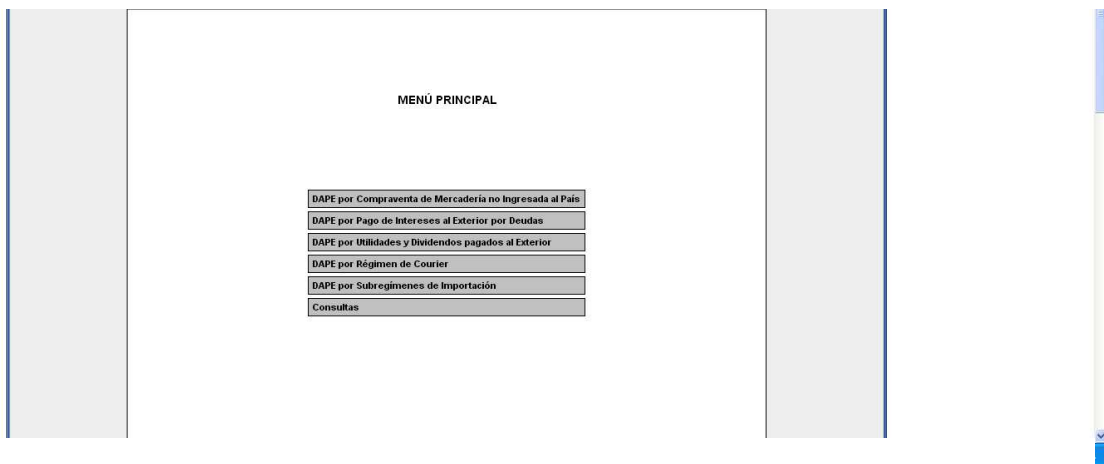 MENÚ PRINCIPAL
DAPE por Compraventa de Mercadería no Ingresada al País
DAPE por Pago de Intereses al Exterior por Deudas
DAPE por Utilidades y Dividendos pagados al Exterior
DAPE por Régimen de Courier
DAPE por Subregímenes de Importación
Consultas